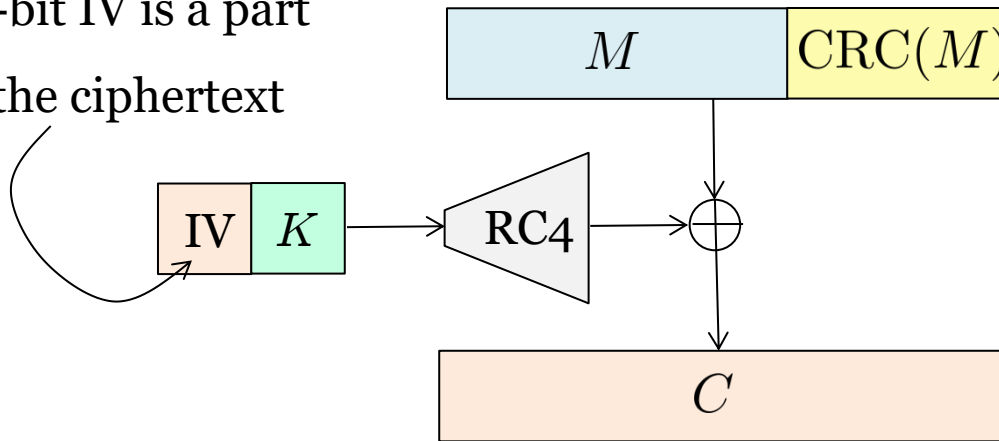 -bit IV is a part
the ciphertext
M CRC(M)
IV K RC4
C